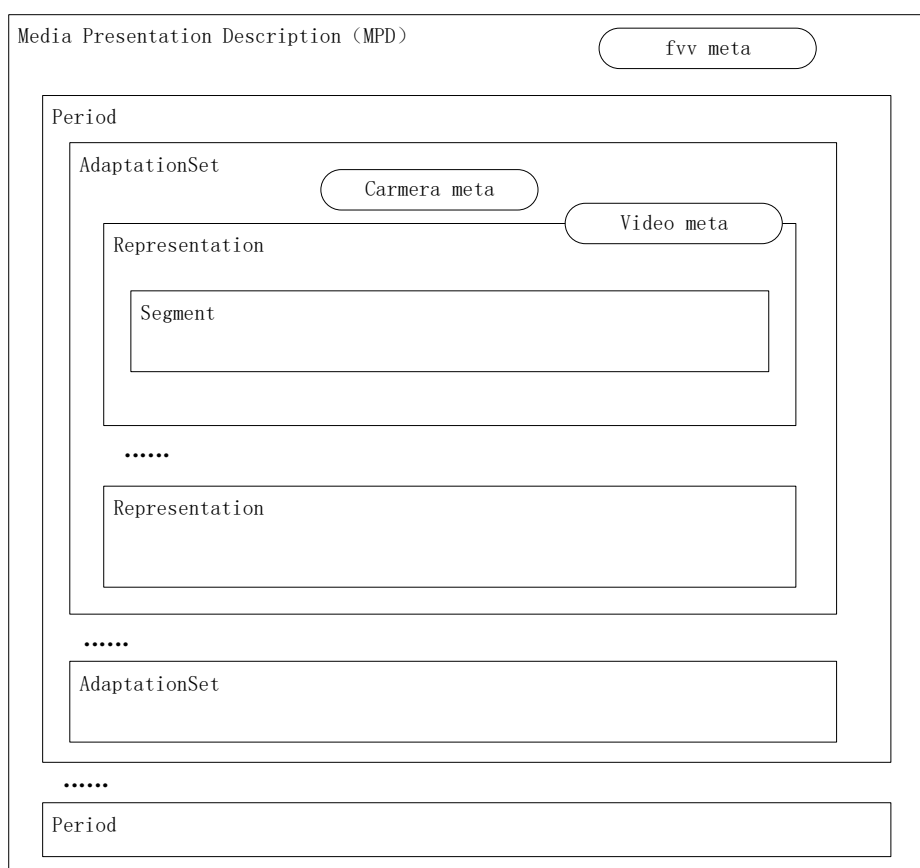 Media Presentation Description（MPD）
fvv meta
Period
AdaptationSet
Carmera meta
Video meta
Representation
Segment
……
Representation
……
AdaptationSet
……
Period